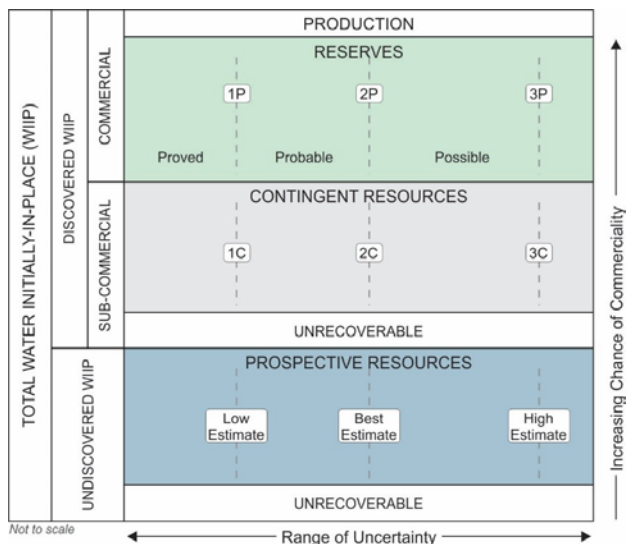 TOTAL WATER INITIALLY-IN-PLACE (WIIP)
DISCOVERED WIIP
COMMERCIAL
PRODUCTION
RESERVES
1P
2P
3P
Proved
Probable
Possible
SUB-COMMERCIAL
CONTINGENT RESOURCES
1C
2C
3C
UNRECOVERABLE
UNDISCOVERED WIIP
PROSPECTIVE RESOURCES
Low
Estimate
Best
Estimate
High
Estimate
UNRECOVERABLE
Increasing Chance of Commerciality
Not to scale
Range of Uncertainty